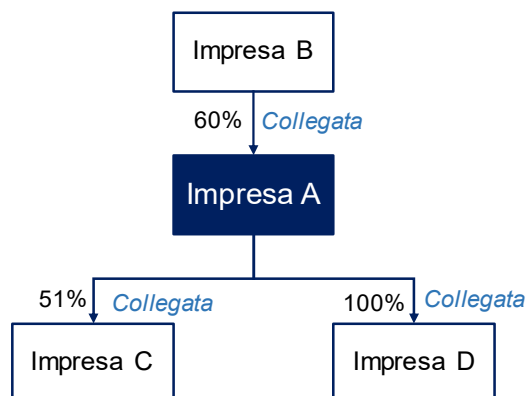 Impresa B
60% Collegata
Impresa A
51% Collegata
100% Collegata
Impresa C
Impresa D